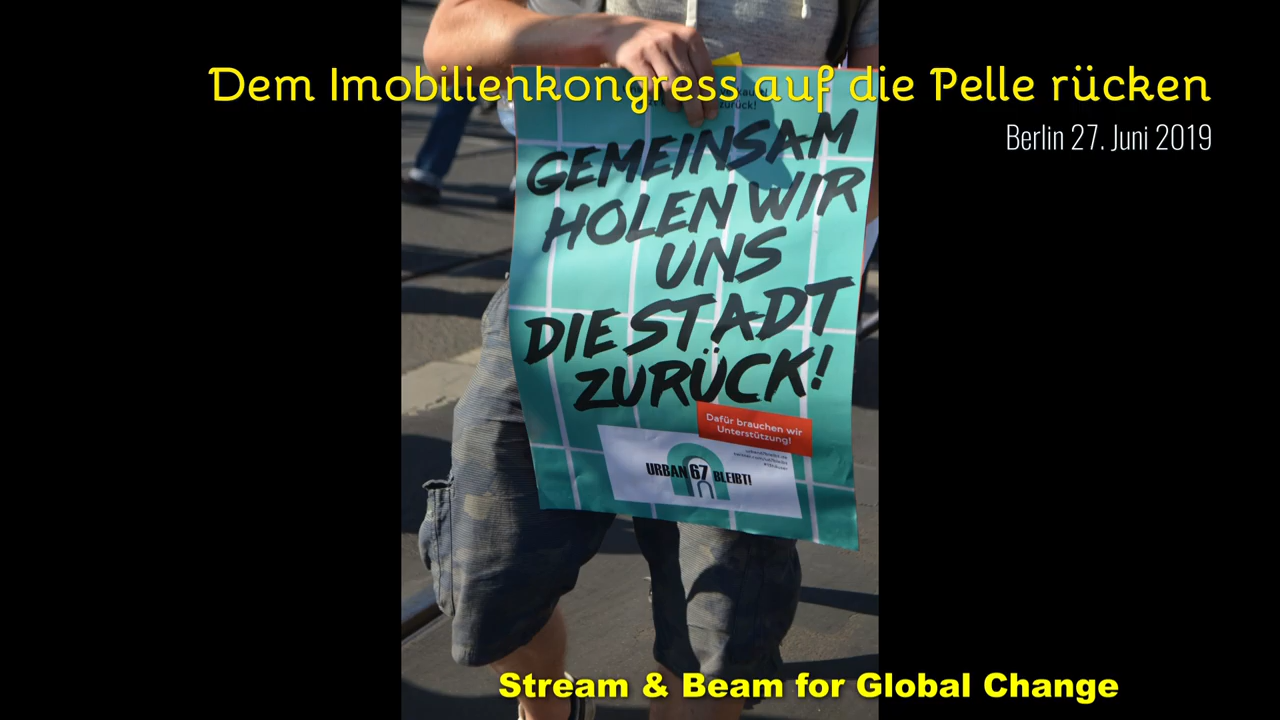 Dem Imobilienkongress auf die Pelle rücken
Berlin 27. Juni 2019
zurück!
GEMEINSAM
HOLEN WIR
UNS
DIE STADT
ZURÜCK!
Dafür brauchen wir
Unterstützung!
URBAN 67 BLEIBT!
Stream & Beam for Global Change